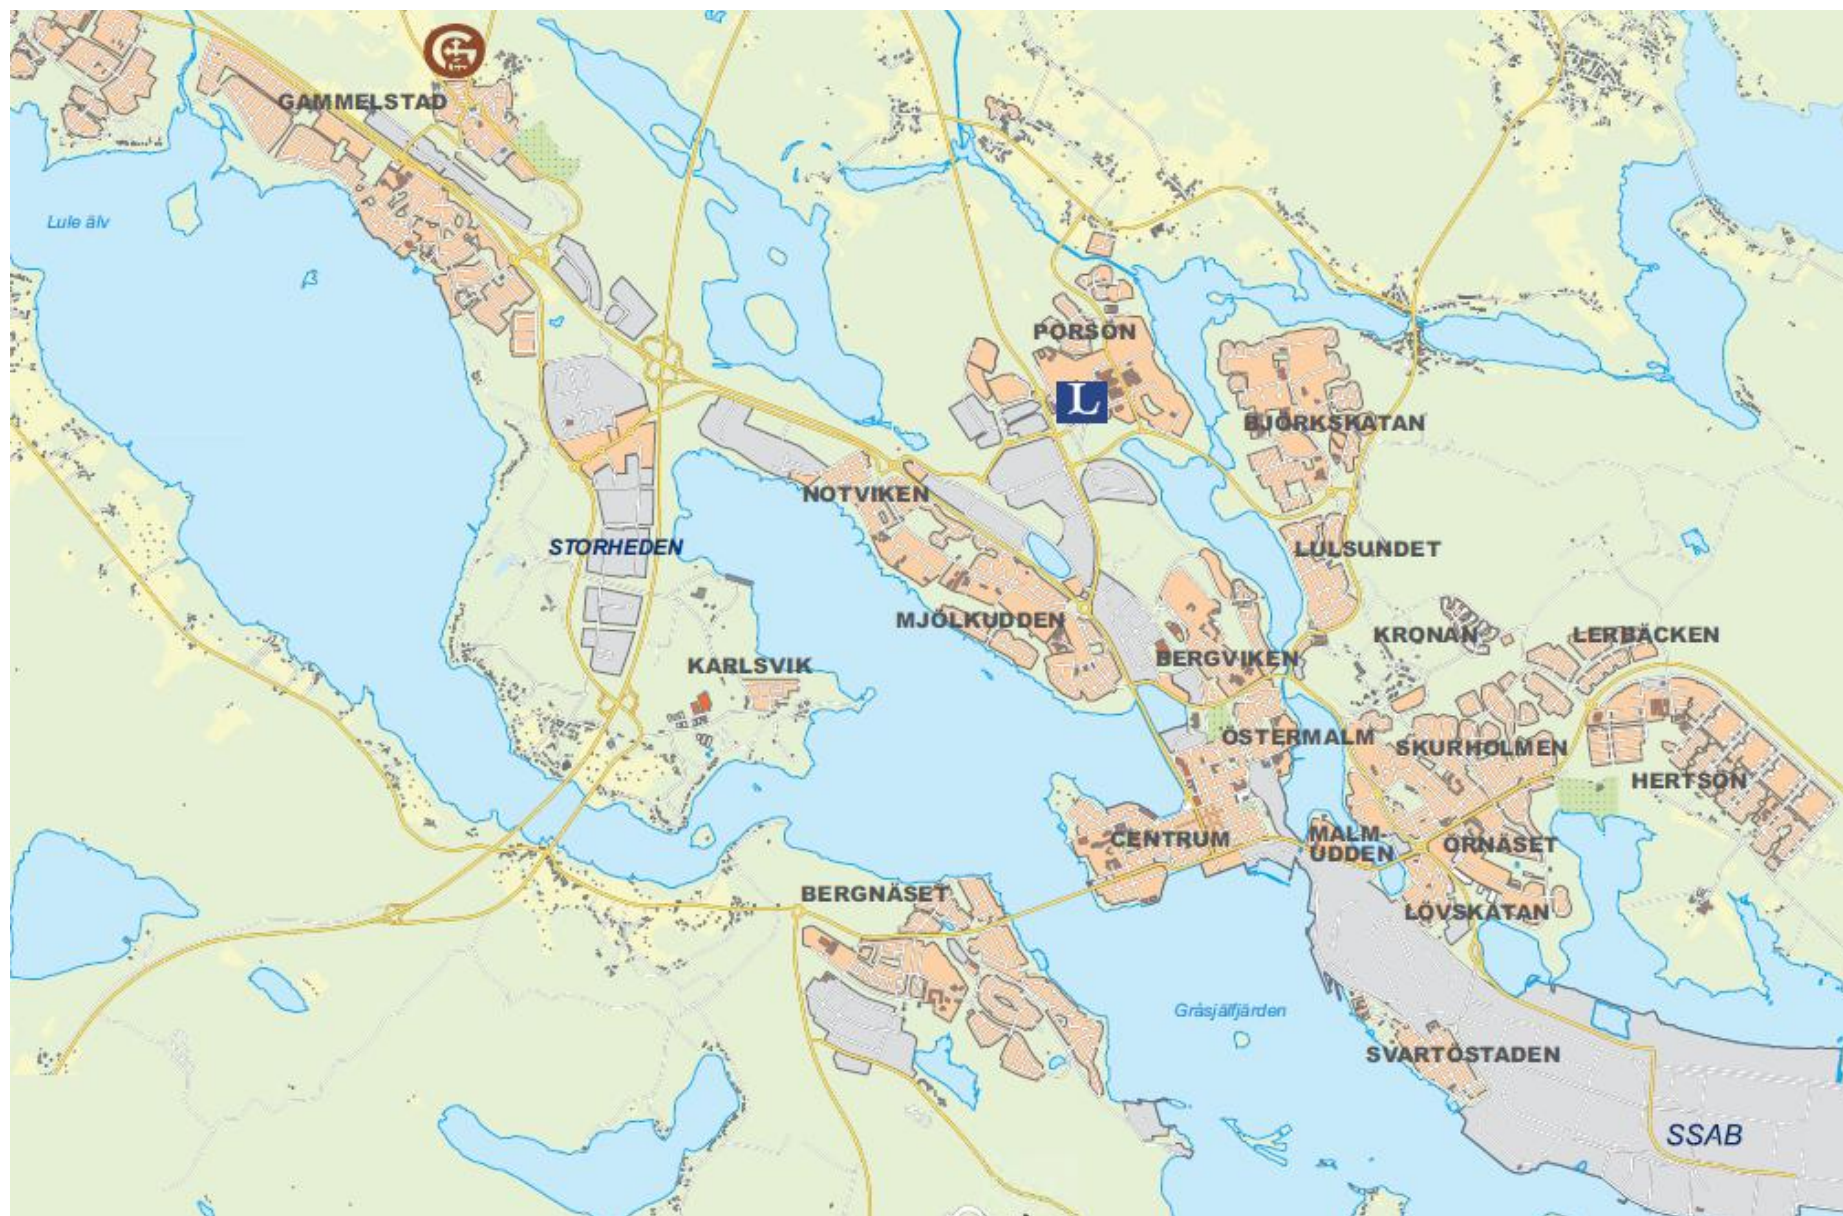 G
GAMMELSTAD
Lule älv
PORSÖN
L
BJÖRKSKATAN
NOTVIKEN
STORHEDEN
LULSUNDET
MJÖLKUDDEN
KRONAN
LERBÄCKEN
KARLSVIK
BERGVIKEN
ÖSTERMALM
SKURHOLMEN
HERTSÖN
CENTRUM
MALM-
UDDEN
ÖRNÄSET
BERGNÄSET
LÖVSKATAN
Gråsjälfjärden
SVARTÖSTADEN
SSAB